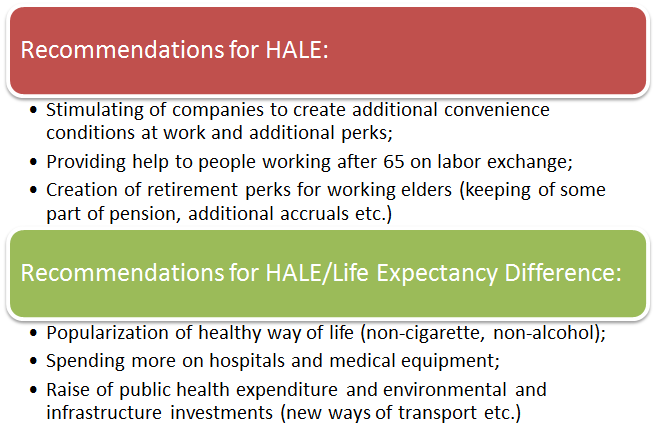 Recommendations for HALE:
• Stimulating of companies to create additional convenience
conditions at work and additional perks;
• Providing help to people working after 65 on labor exchange;
• Creation of retirement perks for working elders (keeping of some
part of pension, additional accruals etc.)
Recommendations for HALE/Life Expectancy Difference:
• Popularization of healthy way of life (non-cigarette, non-alcohol);
• Spending more on hospitals and medical equipment;
• Raise of public health expenditure and environmental and
infrastructure investments (new ways of transport etc.)